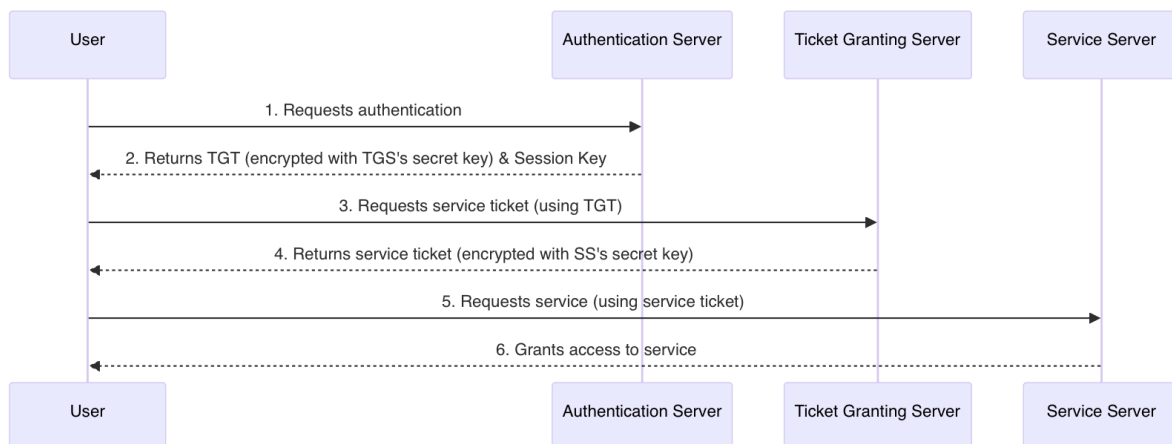 User
Authentication Server
Ticket Granting Server
Service Server
1. Requests authentication
2. Returns TGT (encrypted with TGS's secret key) & Session Key
3. Requests service ticket (using TGT)
4. Returns service ticket (encrypted with SS's secret key)
5. Requests service (using service ticket)
6. Grants access to service
User
Authentication Server
Ticket Granting Server
Service Server